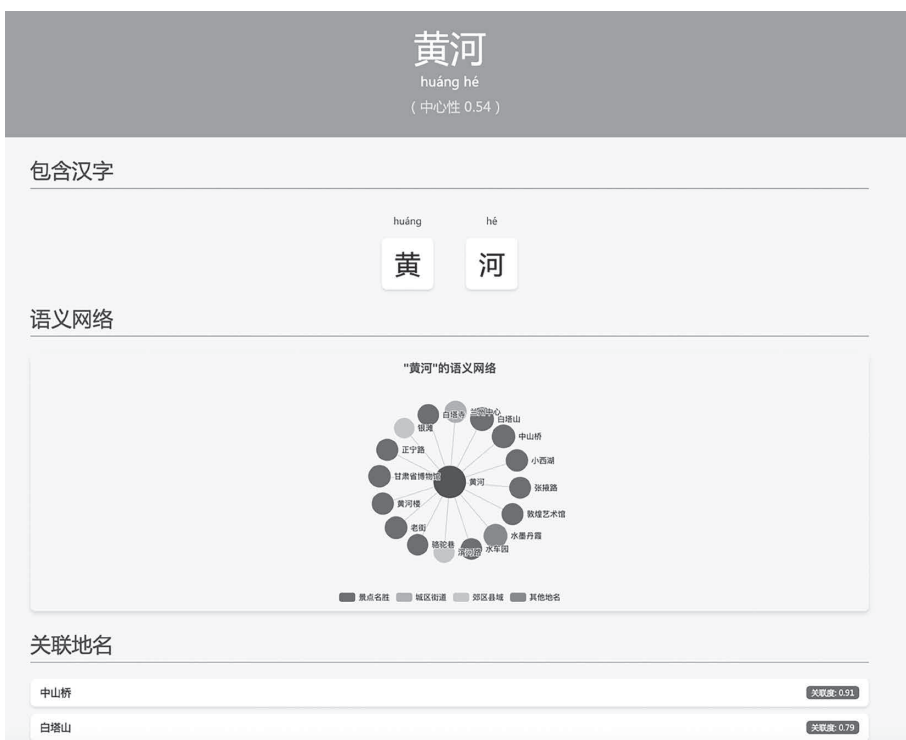 黄河
huáng hé
( 中心性 0.54 )
包含汉字
huáng hé
黄 河
语义网络
"黄河"的语义网络
白塔寺
兰州中心
白塔山
银滩
中山桥
正宁路
小西湖
甘肃省博物馆
黄河
张掖路
黄河楼
敦煌艺术馆
老街
水墨丹霞
骆驼巷
水车园
景点名胜 城区街道 郊区县域 其他地名
关联地名
中山桥 关联度: 0.91
白塔山 关联度: 0.79